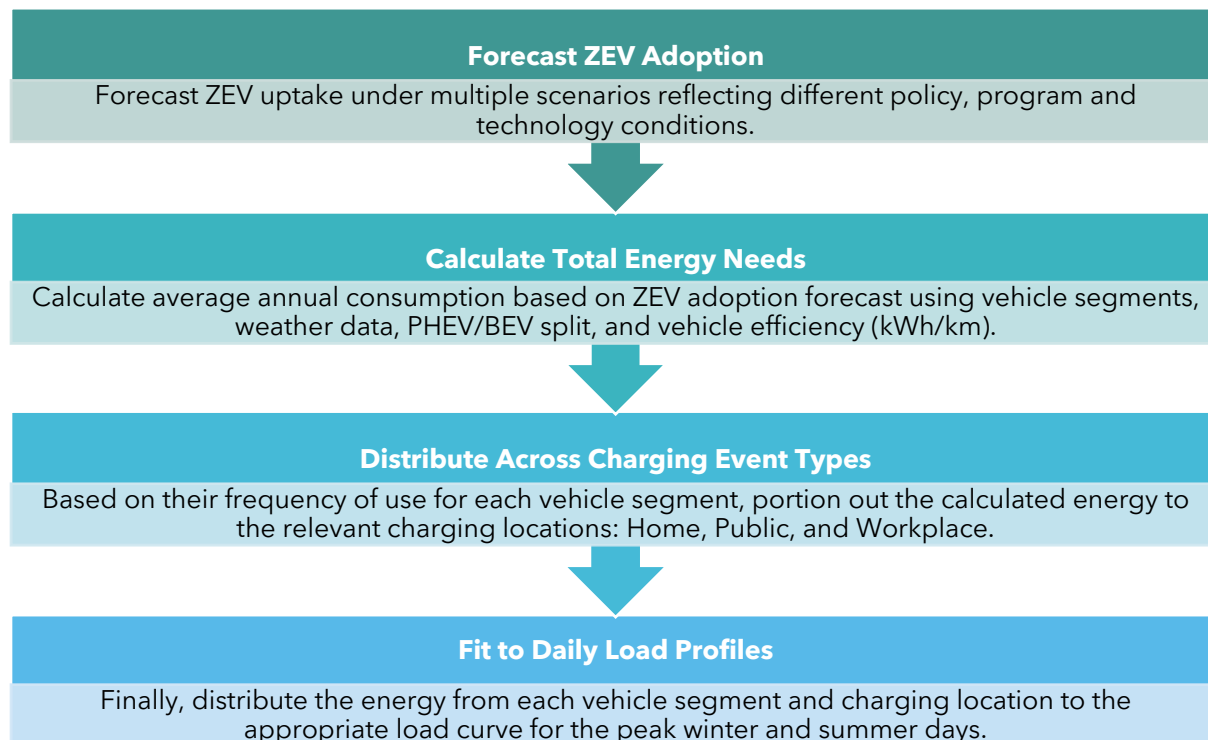 Forecast ZEV Adoption
Forecast ZEV uptake under multiple scenarios reflecting different policy, program and
technology conditions.
Calculate Total Energy Needs
Calculate average annual consumption based on ZEV adoption forecast using vehicle segments,
weather data, PHEV/BEV split, and vehicle efficiency (kWh/km).
Distribute Across Charging Event Types
Based on their frequency of use for each vehicle segment, portion out the calculated energy to
the relevant charging locations: Home, Public, and Workplace.
Fit to Daily Load Profiles
Finally, distribute the energy from each vehicle segment and charging location to the
appropriate load curve for the peak winter and summer days.